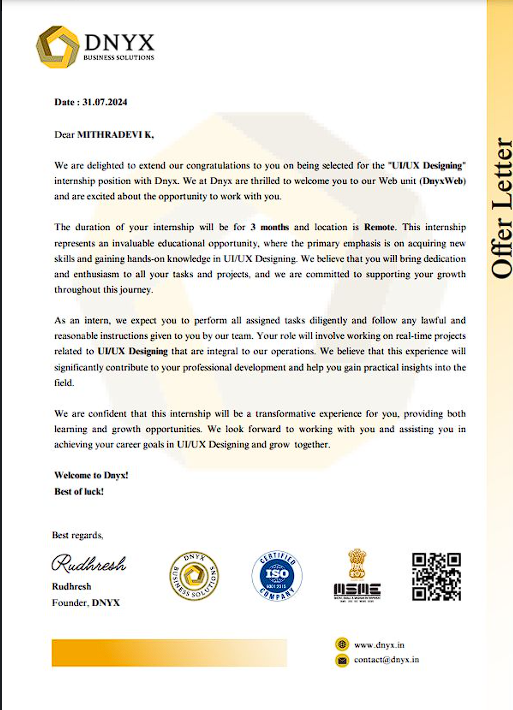 DNYX
BUSINESS SOLUTIONS
Offer Letter
Date : 31.07.2024
Dear MITHRADEVI K,
We are delighted to extend our congratulations to you on being selected for the "UI/UX Designing"
internship position with Dnyx. We at Dnyx are thrilled to welcome you to our Web unit (DnyxWeb)
and are excited about the opportunity to work with you.
The duration of your internship will be for 3 months and location is Remote. This internship
represents an invaluable educational opportunity, where the primary emphasis is on acquiring new
skills and gaining hands-on knowledge in UI/UX Designing. We believe that you will bring dedication
and enthusiasm to all your tasks and projects, and we are committed to supporting your growth
throughout this journey.
As an intern, we expect you to perform all assigned tasks diligently and follow any lawful and
reasonable instructions given to you by our team. Your role will involve working on real-time projects
related to UI/UX Designing that are integral to our operations. We believe that this experience will
significantly contribute to your professional development and help you gain practical insights into the
field.
We are confident that this internship will be a transformative experience for you, providing both
learning and growth opportunities. We look forward to working with you and assisting you in
achieving your career goals in UI/UX Designing and grow together.
Welcome to Dnyx!
Best of luck!
Best regards,
Rudhresh
Rudhresh
Founder, DNYX
DNYX
BUSINESS SOLUTIONS
CERTIFIED
ISO
COMPANY
MSME
www.dnyx.in
contact@dnyx.in